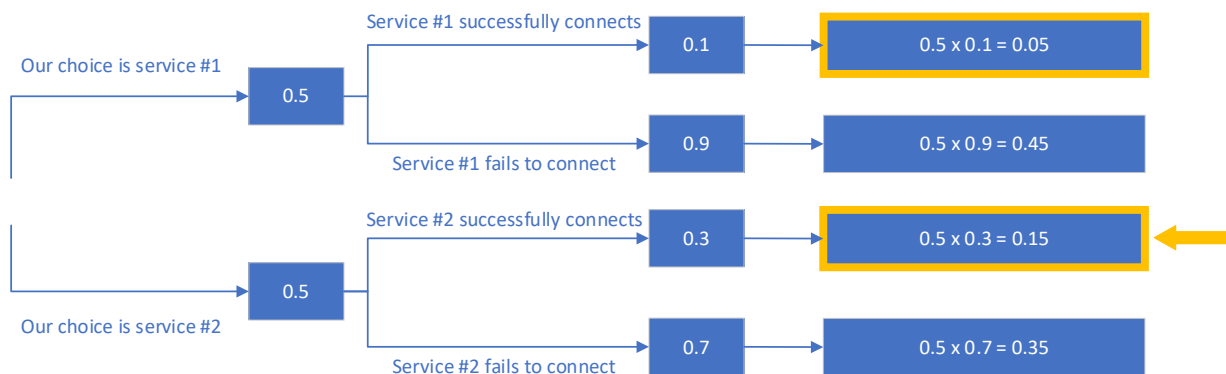 Service #1 successfully connects
0.1
0.5 x 0.1 = 0.05
Our choice is service #1
0.5
0.9
0.5 x 0.9 = 0.45
Service #1 fails to connect
Service #2 successfully connects
0.3
0.5 x 0.3 = 0.15
0.5
Our choice is service #2
0.7
0.5 x 0.7 = 0.35
Service #2 fails to connect